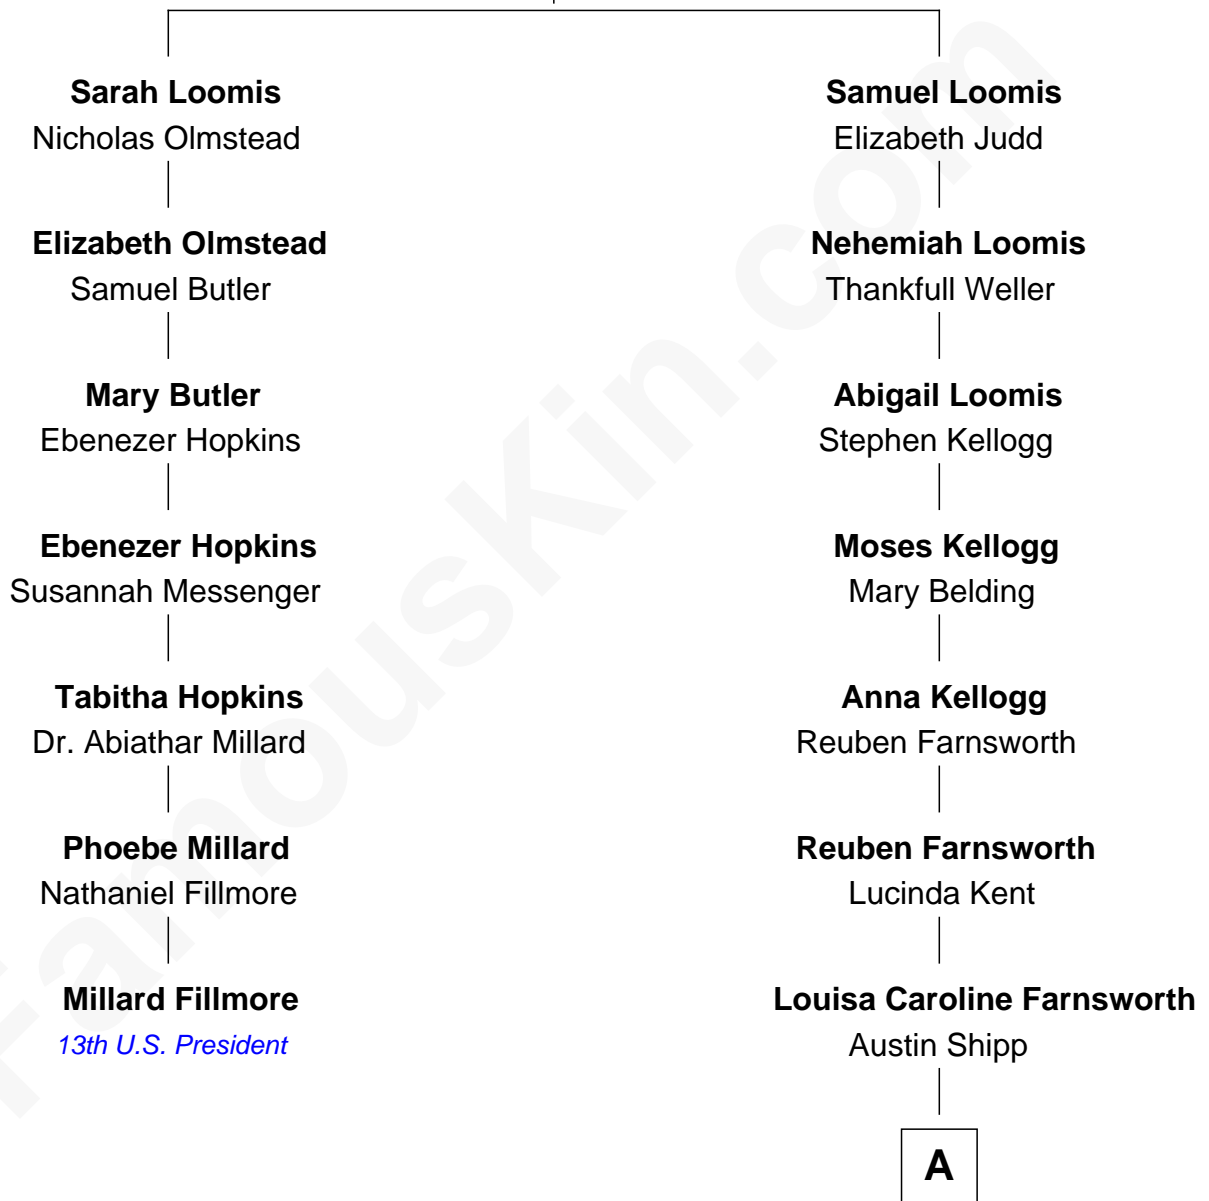 Sarah Loomis
Nicholas Olmstead
Samuel Loomis
Elizabeth Judd
Elizabeth Olmstead
Samuel Butler
Nehemiah Loomis
Thankfull Weller
Mary Butler
Ebenezer Hopkins
Abigail Loomis
Stephen Kellogg
Ebenezer Hopkins
Susannah Messenger
Moses Kellogg
Mary Belding
Tabitha Hopkins
Dr. Abiathar Millard
Anna Kellogg
Reuben Farnsworth
Phoebe Millard
Nathaniel Fillmore
Reuben Farnsworth
Lucinda Kent
Millard Fillmore
13th U.S. President
Louisa Caroline Farnsworth
Austin Shipp
A
FamousKin.com